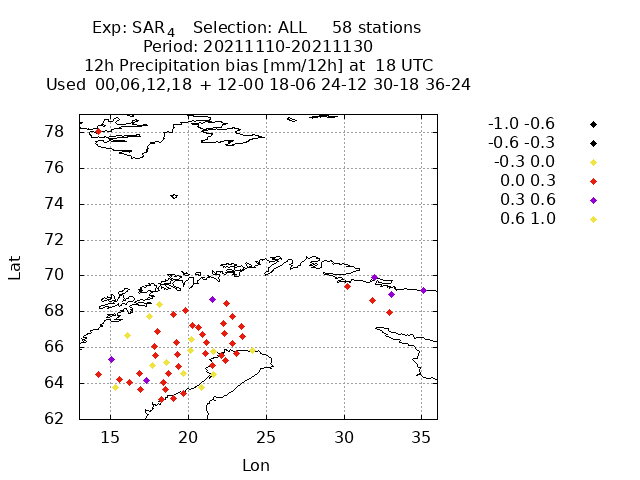 Exp: SAR4 Selection: ALL 58 stations
Period: 20211110-20211130
12h Precipitation bias [mm/12h] at 18 UTC
Used 00,06,12,18 + 12-00 18-06 24-12 30-18 36-24
-1.0 -0.6
-0.6 -0.3
-0.3 0.0
0.0 0.3
0.3 0.6
0.6 1.0
78
76
74
72
70
68
66
64
62
Lat
15 20 25 30 35
Lon